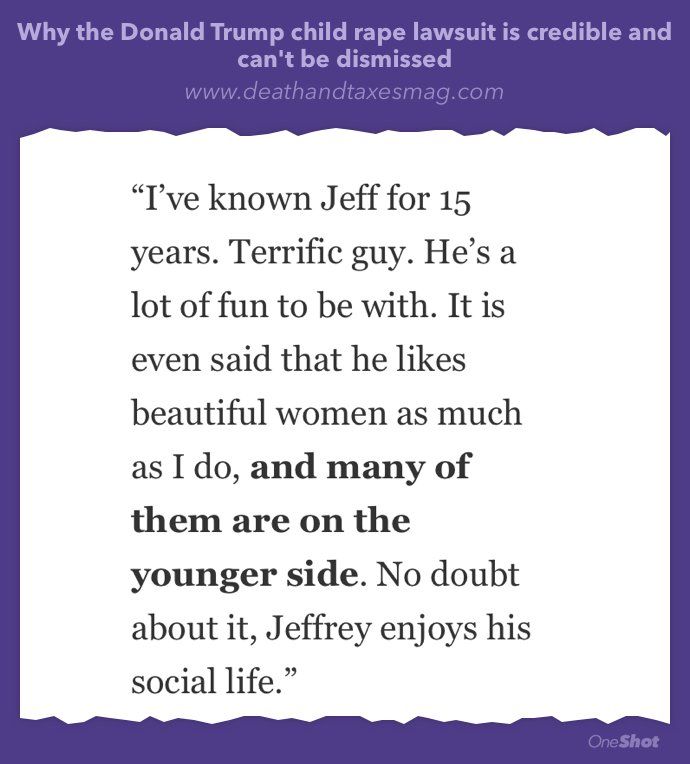 Why the Donald Trump child rape lawsuit is credible and
can't be dismissed
www.deathandtaxesmag.com
“I’ve known Jeff for 15
years. Terrific guy. He’s a
lot of fun to be with. It is
even said that he likes
beautiful women as much
as I do, and many of
them are on the
younger side. No doubt
about it, Jeffrey enjoys his
social life.”
OneShot